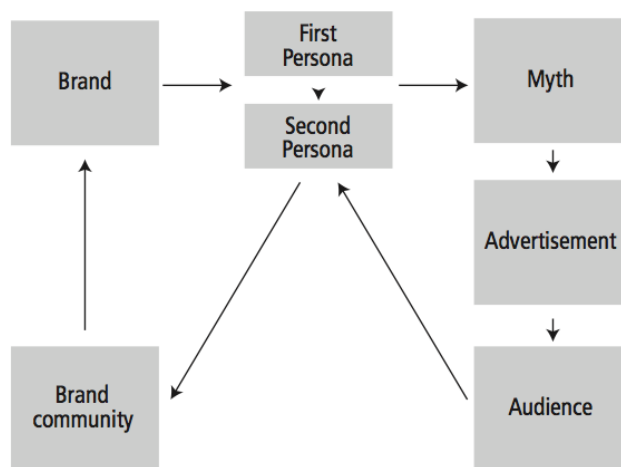 Brand
First
Persona
Second
Persona
Myth
Advertisement
Brand
community
Audience